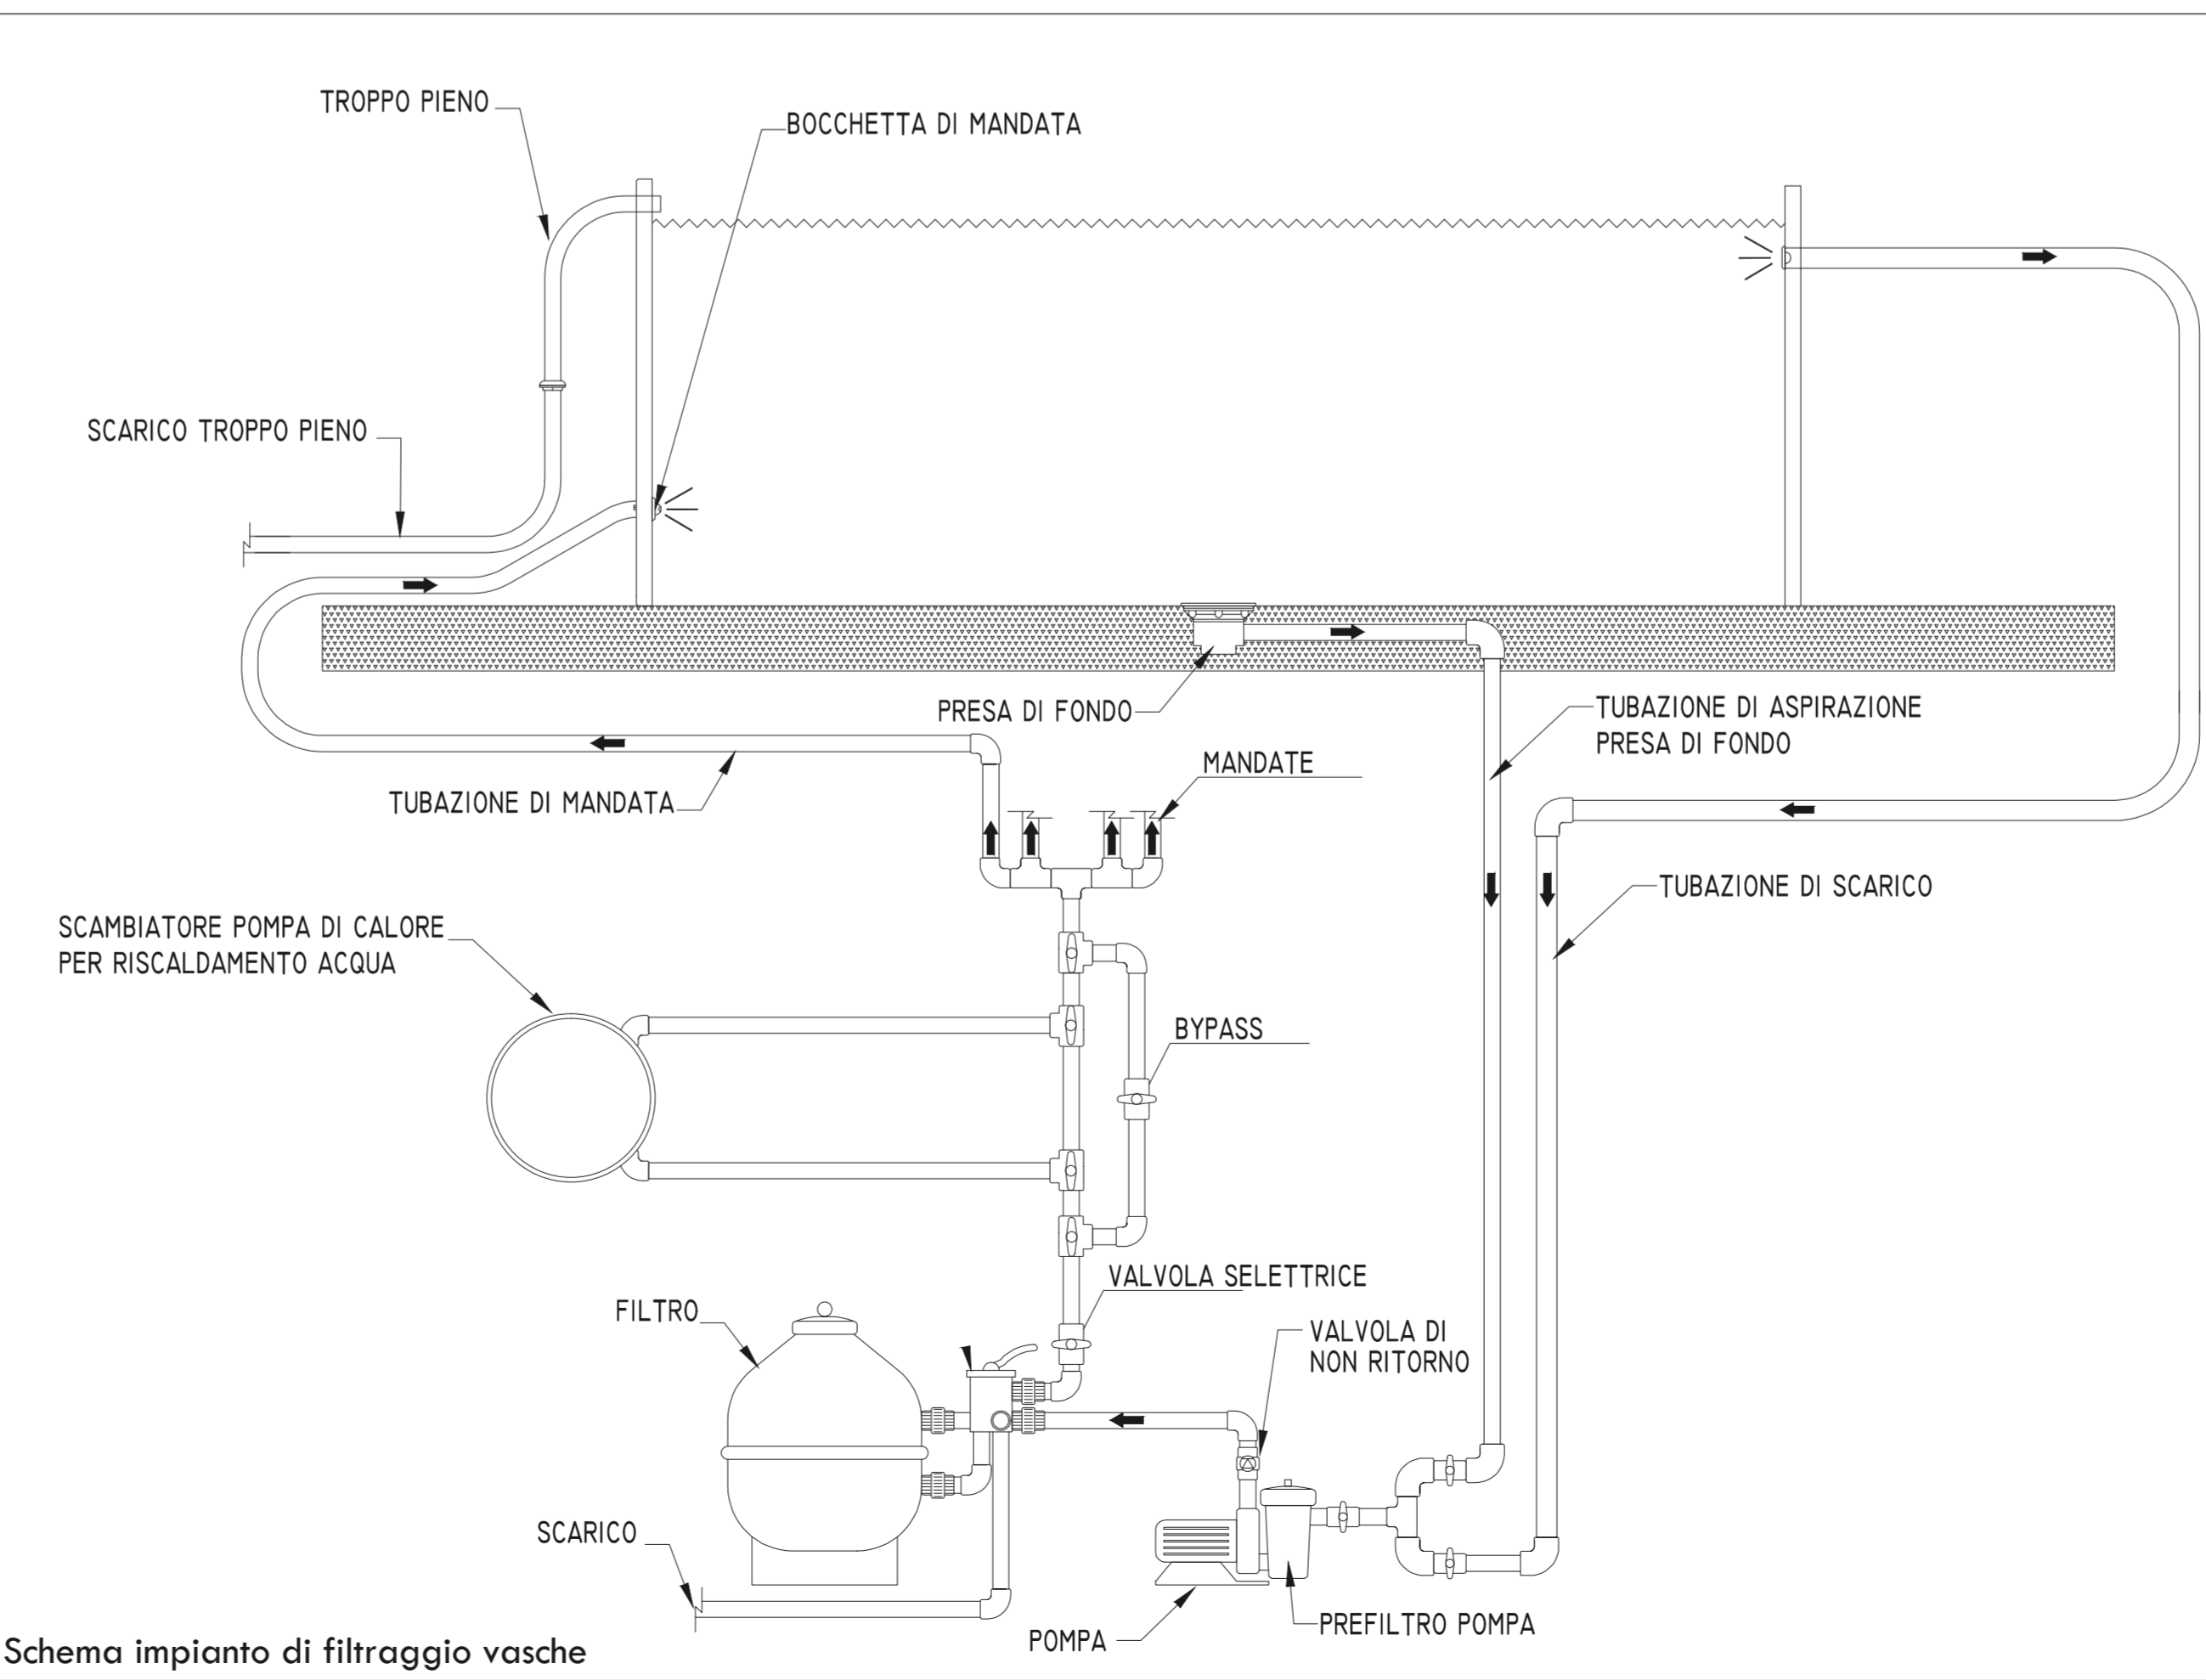 TROPPO PIENO
BOCCHETTA DI MANDATA
SCARICO TROPPO PIENO
PRESA DI FONDO
TUBAZIONE DI ASPIRAZIONE
PRESA DI FONDO
MANDATE
TUBAZIONE DI MANDATA
TUBAZIONE DI SCARICO
SCAMBIATORE POMPA DI CALORE
PER RISCALDAMENTO ACQUA
BYPASS
VALVOLA SELETTRICE
FILTRO
VALVOLA DI
NON RITORNO
SCARICO
PREFILTRO POMPA
POMPA
Schema impianto di filtraggio vasche